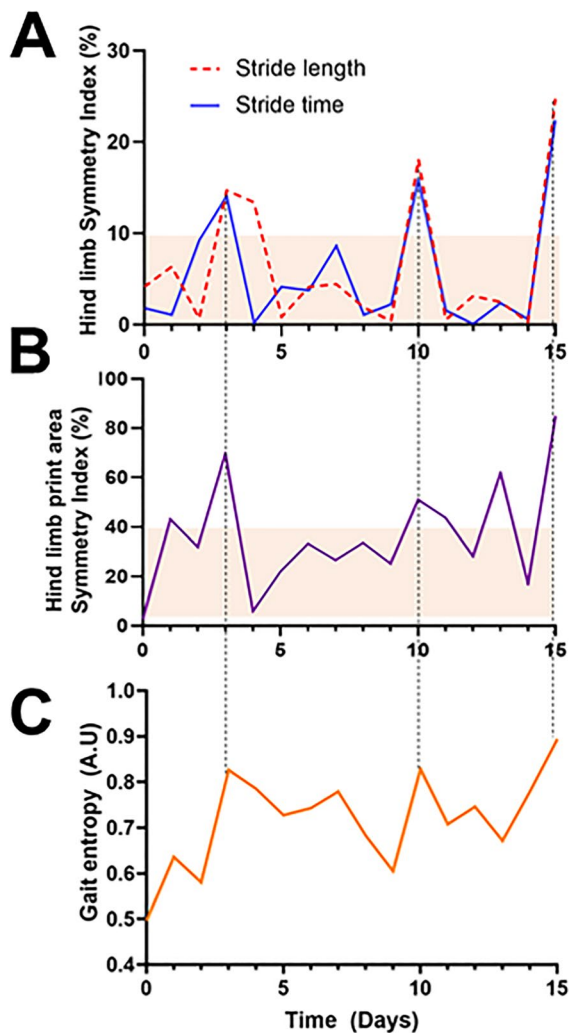 A
Hind limb Symmetry Index (%)
30
20
10
0
Stride length
Stride time
0
5
10
15
B
Hind limb print area
Symmetry Index (%)
100
80
60
40
20
0
0
5
10
15
C
Gait entropy (A.U)
1.0
0.9
0.8
0.7
0.6
0.5
0.4
0
5
10
15
Time (Days)